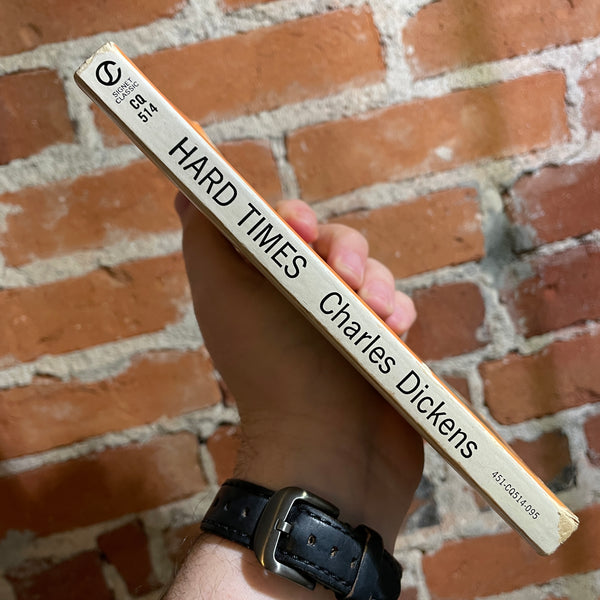 SIGNET
CLASSIC
CQ
514
HARD TIMES Charles Dickens
451-CQ514-095